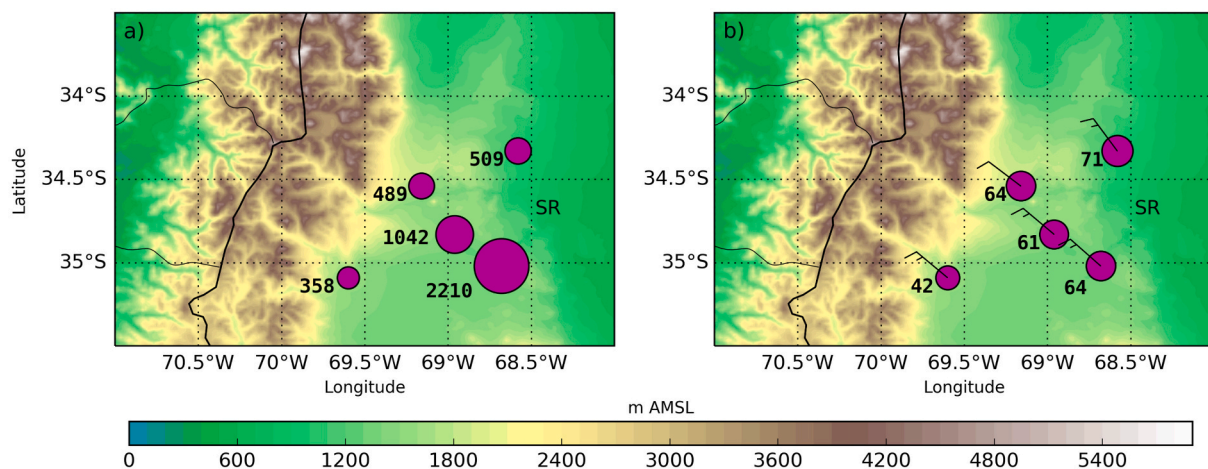 a)
34°S
34.5°S
35°S
Latitude
509
489
SR
1042
358
2210
70.5°W 70°W 69.5°W 69°W 68.5°W
Longitude
b)
34°S
34.5°S
35°S
71
64
SR
61
42
64
70.5°W 70°W 69.5°W 69°W 68.5°W
Longitude
m AMSL
0 600 1200 1800 2400 3000 3600 4200 4800 5400